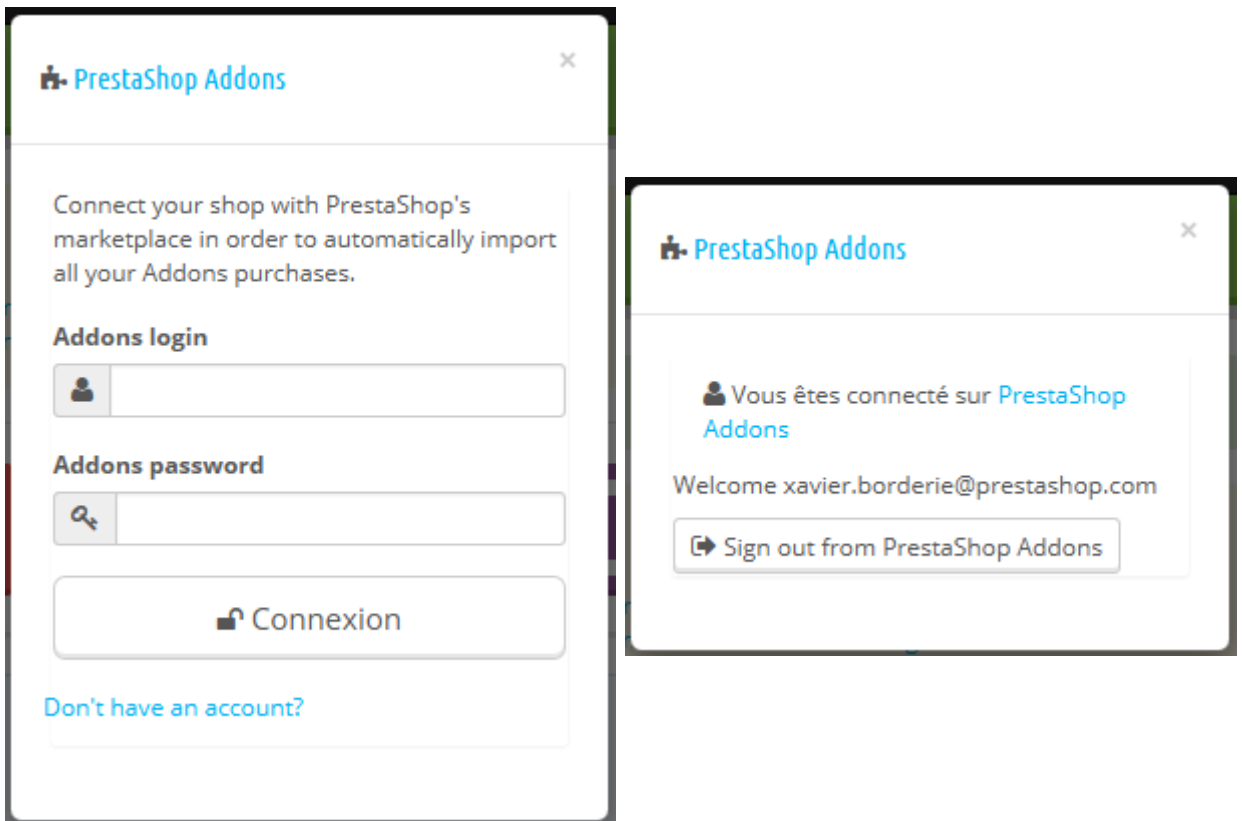 PrestaShop Addons
×
Connect your shop with PrestaShop's
marketplace in order to automatically import
all your Addons purchases.
Addons login
Addons password
Connexion
Don't have an account?
PrestaShop Addons
×
Vous êtes connecté sur PrestaShop
Addons
Welcome xavier.borderie@prestashop.com
Sign out from PrestaShop Addons